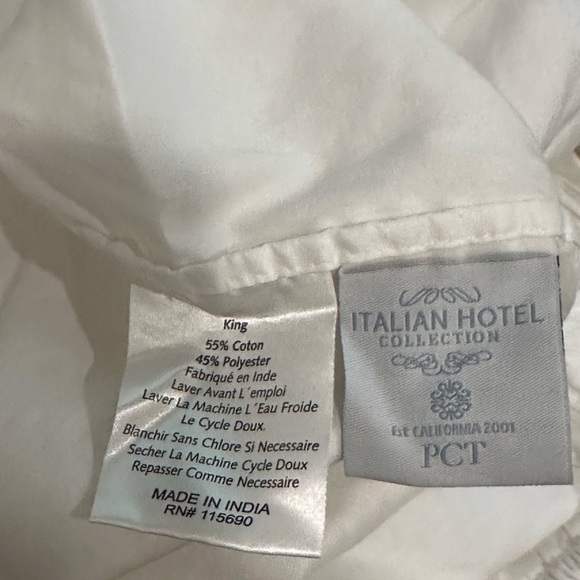 King
55% Coton
45% Polyester
Fabriqué en Inde
Laver Avant L´emploi
Laver La Machine L´Eau Froide
Le Cycle Doux.
Blanchir Sans Chlore Si Necessaire
Secher La Machine Cycle Doux
Repasser Comme Necessaire
MADE IN INDIA
RN# 115690
ITALIAN HOTEL
COLLECTION
Est CALIFORNIA 2001
PCT